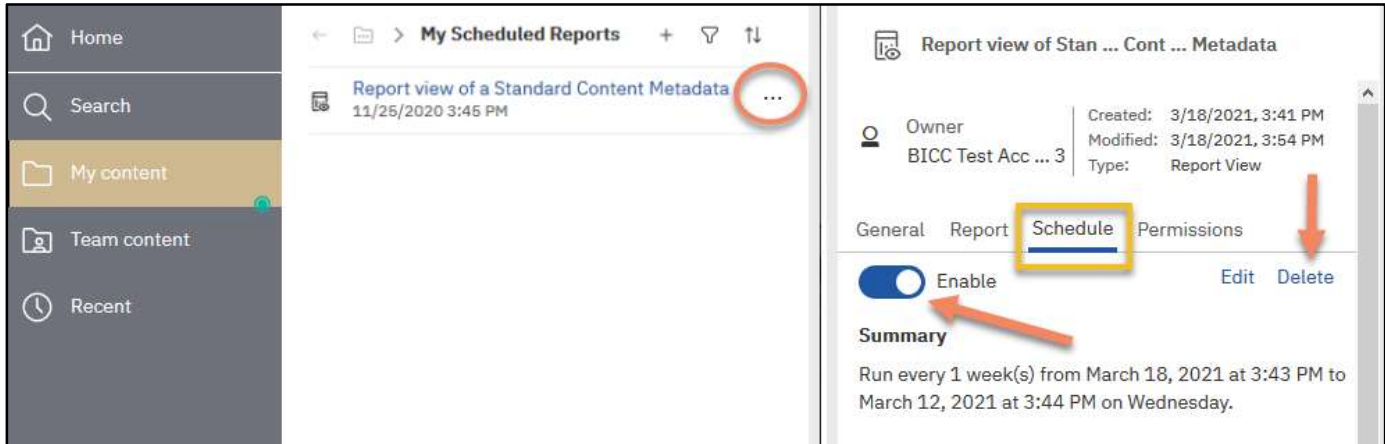 Home
Search
My content
Team content
Recent
My Scheduled Reports
Report view of a Standard Content Metadata
11/25/2020 3:45 PM
...
Report view of Stan ... Cont ... Metadata
Owner
BICC Test Acc ... 3
Created: 3/18/2021, 3:41 PM
Modified: 3/18/2021, 3:54 PM
Type: Report View
General Report Schedule Permissions
Enable Edit Delete
Summary
Run every 1 week(s) from March 18, 2021 at 3:43 PM to
March 12, 2021 at 3:44 PM on Wednesday.